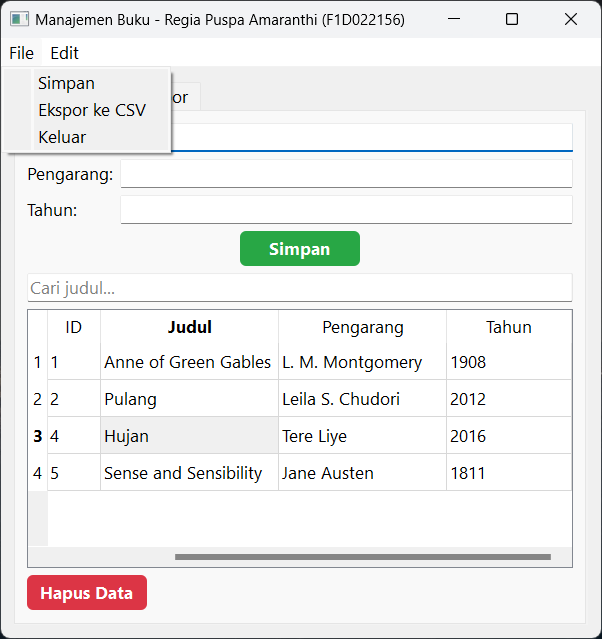 Manajemen Buku - Regia Puspa Amaranthi (F1D022156)
File Edit
Simpan
Ekspor ke CSV
Keluar
or
Pengarang:
Tahun:
Simpan
Cari judul...
ID Judul Pengarang Tahun
1 1 Anne of Green Gables L. M. Montgomery 1908
2 2 Pulang Leila S. Chudori 2012
3 4 Hujan Tere Liye 2016
4 5 Sense and Sensibility Jane Austen 1811
Hapus Data